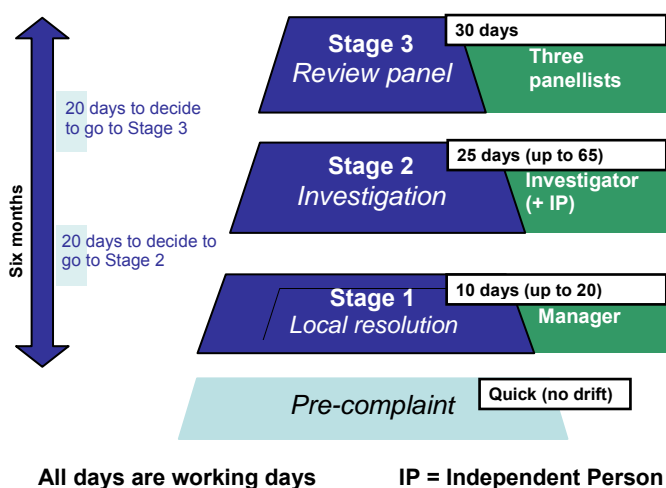 Stage 3
Review panel
30 days
Three
panellists
20 days to decide
to go to Stage 3
Stage 2
Investigation
25 days (up to 65)
Investigator
(+ IP)
Six months
20 days to decide to
go to Stage 2
Stage 1
Local resolution
10 days (up to 20)
Manager
Pre-complaint
Quick (no drift)
All days are working days
IP = Independent Person